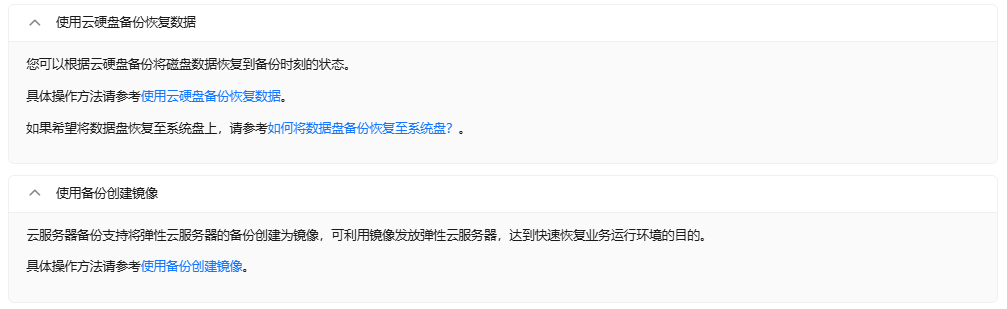 使用云硬盘备份恢复数据
您可以根据云硬盘备份将磁盘数据恢复到备份时刻的状态。
具体操作方法请参考使用云硬盘备份恢复数据。
如果希望将数据盘恢复至系统盘上，请参考如何将数据盘备份恢复至系统盘？。
使用备份创建镜像
云服务器备份支持将弹性云服务器的备份创建为镜像，可利用镜像发放弹性云服务器，达到快速恢复业务运行环境的目的。
具体操作方法请参考使用备份创建镜像。